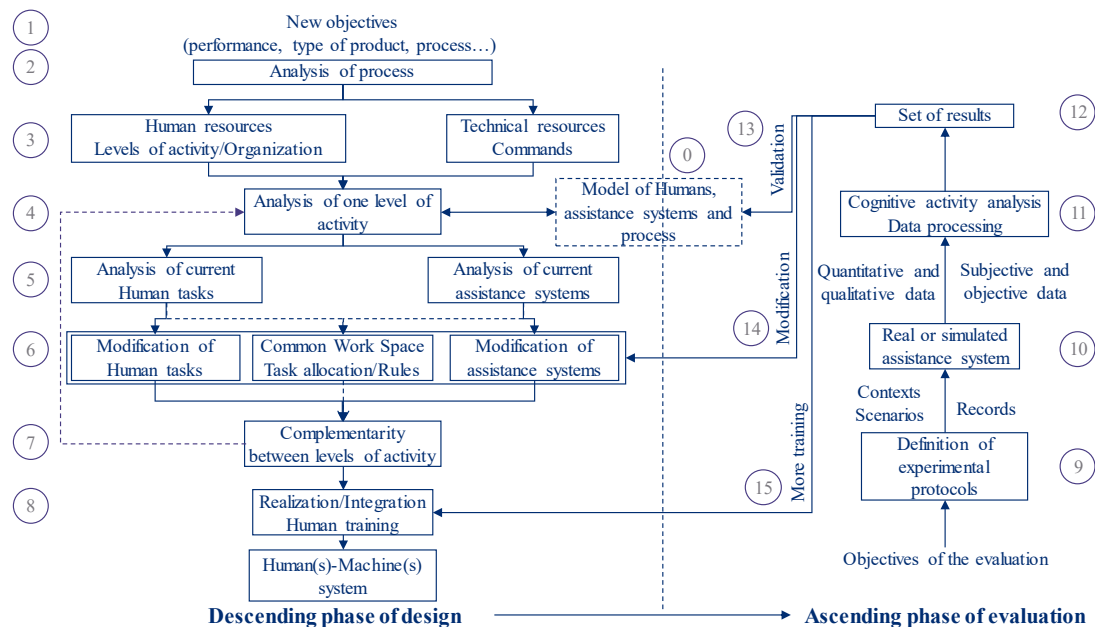 1
New objectives
(performance, type of product, process…)
2
Analysis of process
3
Human resources
Levels of activity/Organization
Technical resources
Commands
0
4
Analysis of one level of
activity
Model of Humans,
assistance systems and
process
5
Analysis of current
Human tasks
Analysis of current
assistance systems
6
Modification of
Human tasks
Common Work Space
Task allocation/Rules
Modification of
assistance systems
7
Complementarity
between levels of activity
8
Realization/Integration
Human training
Human(s)-Machine(s)
system
Descending phase of design
13
Validation
14
Modification
15
More training
Set of results
12
Cognitive activity analysis
Data processing
11
Quantitative and
qualitative data
Subjective and
objective data
Real or simulated
assistance system
10
Contexts
Scenarios
Records
Definition of
experimental
protocols
9
Objectives of the evaluation
Ascending phase of evaluation